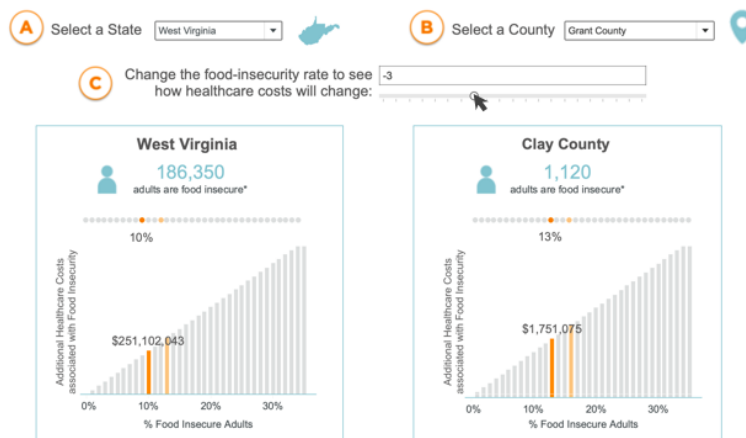 A Select a State West Virginia
B Select a County Grant County
C Change the food-insecurity rate to see
how healthcare costs will change:
-3
West Virginia
186,350
adults are food insecure*
10%
Additional Healthcare Costs
associated with Food Insecurity
$251,102,043
0% 10% 20% 30%
% Food Insecure Adults
Clay County
1,120
adults are food insecure*
13%
Additional Healthcare Costs
associated with Food Insecurity
$1,751,075
0% 10% 20% 30%
% Food Insecure Adults